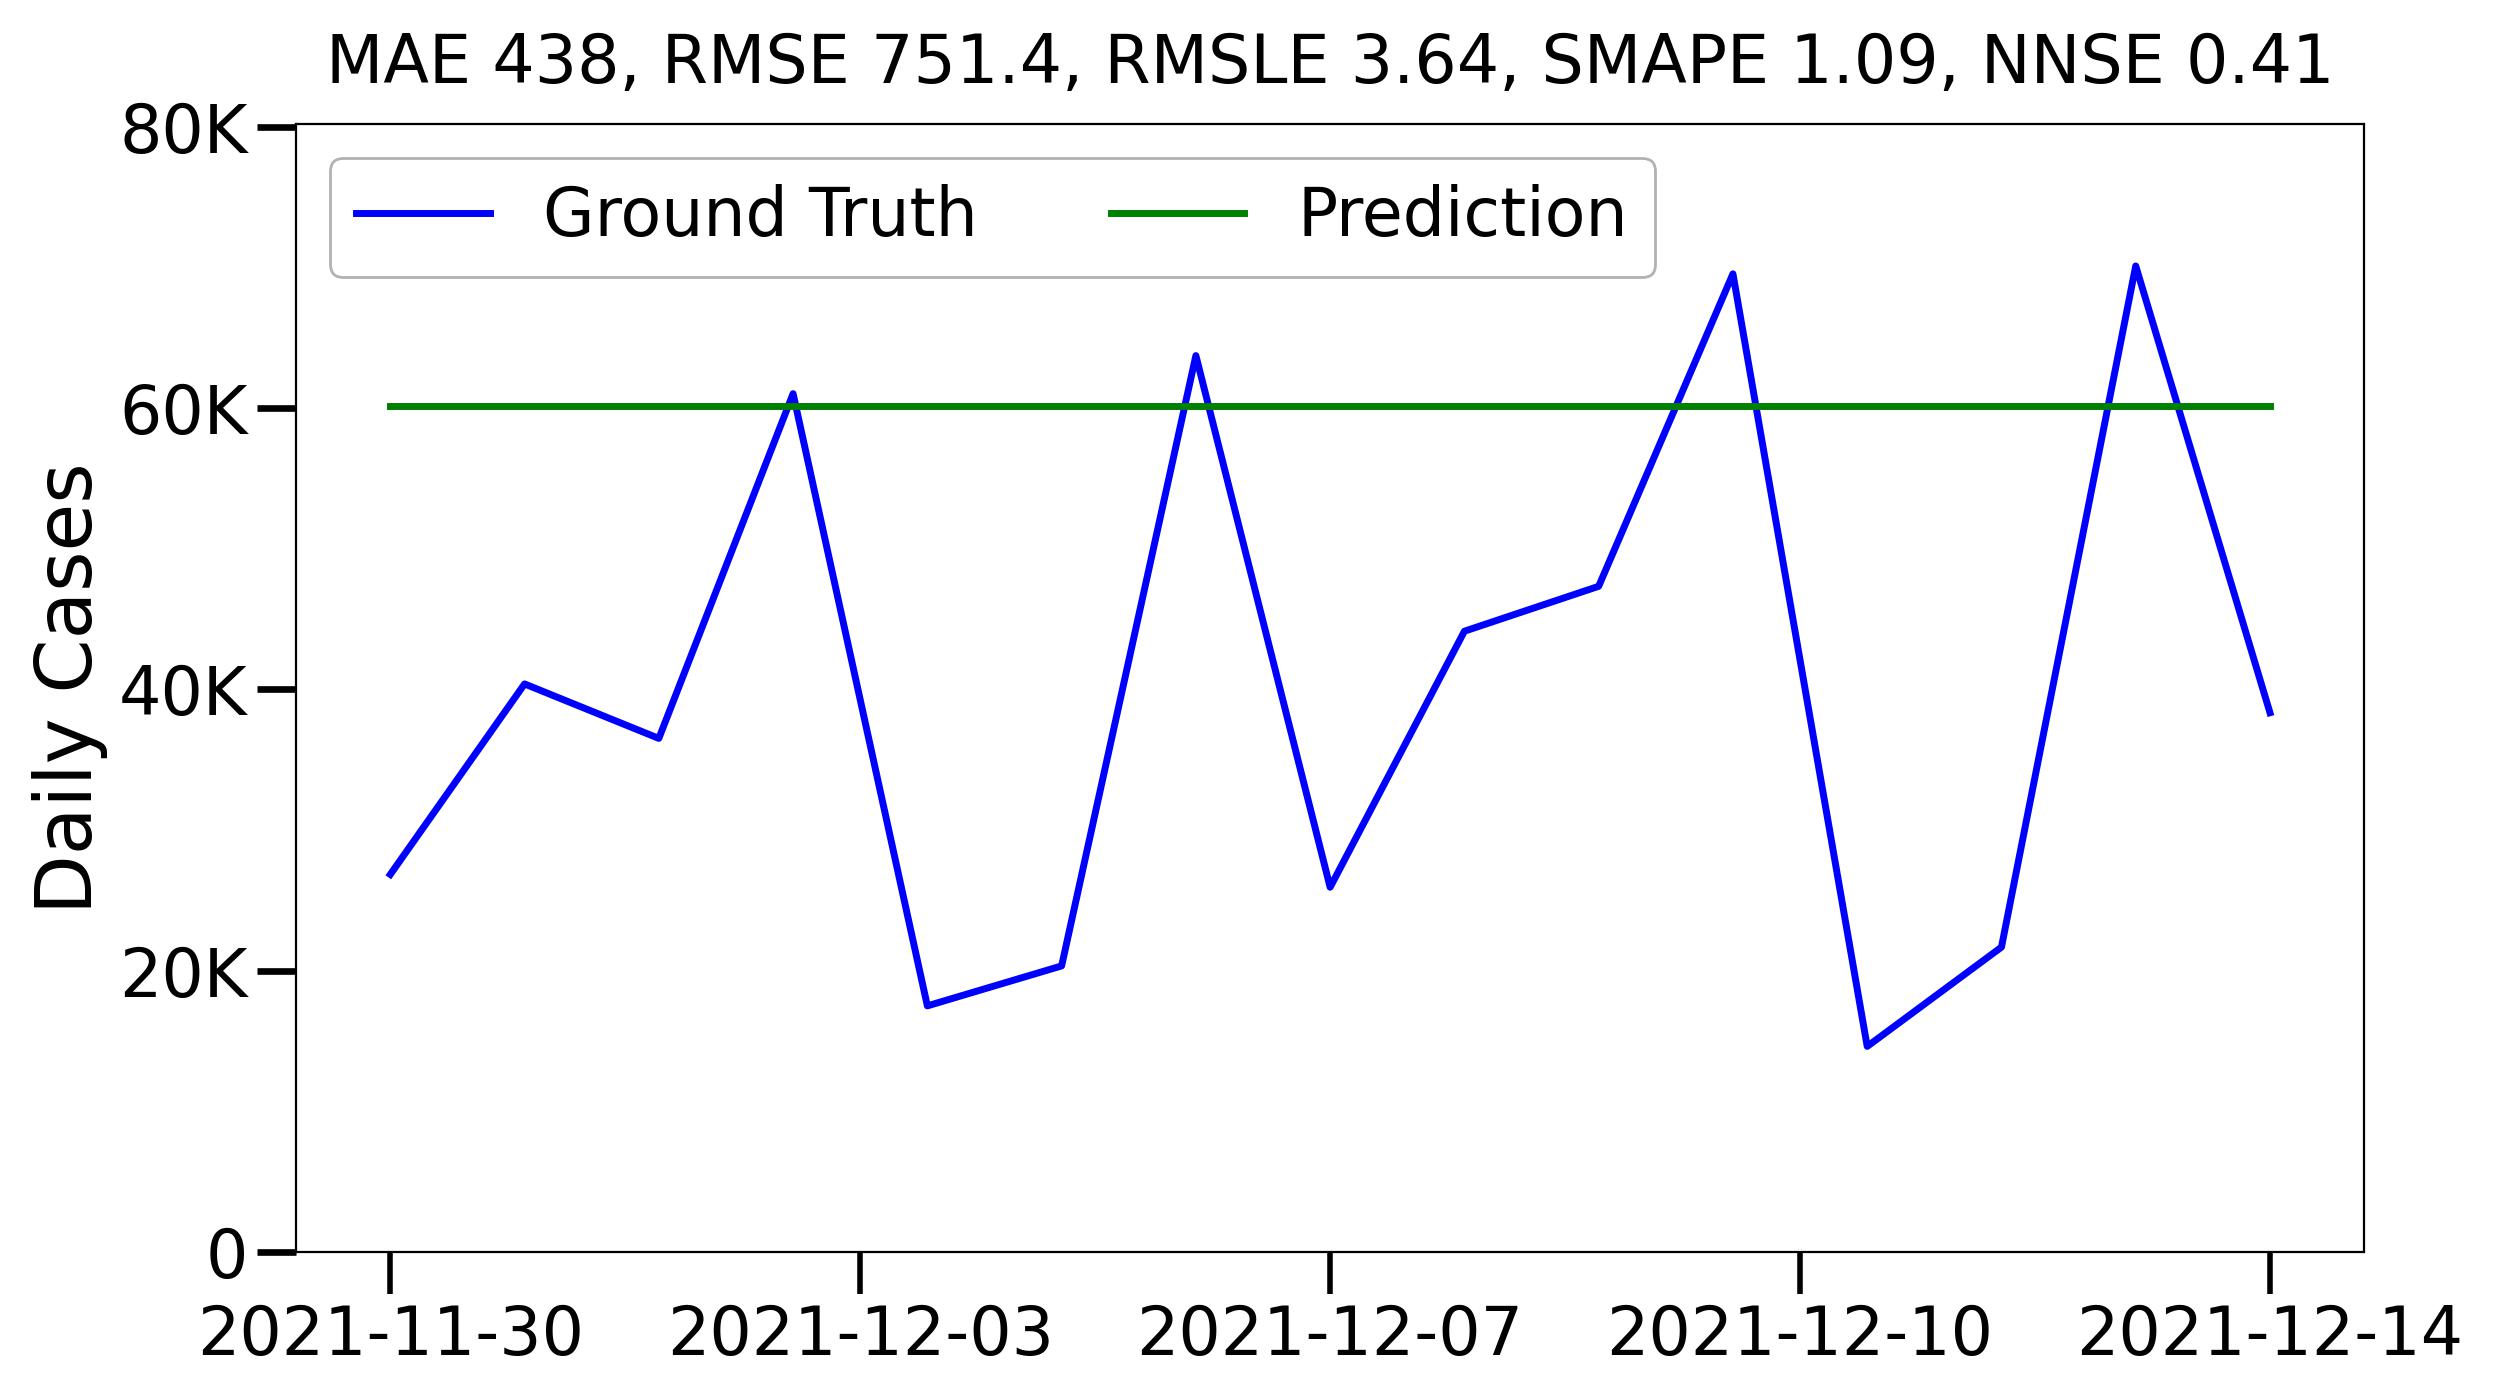 MAE 438, RMSE 751.4, RMSLE 3.64, SMAPE 1.09, NNSE 0.41
80K
Ground Truth Prediction
60K
Daily Cases
40K
20K
0
2021-11-30 2021-12-03 2021-12-07 2021-12-10 2021-12-14